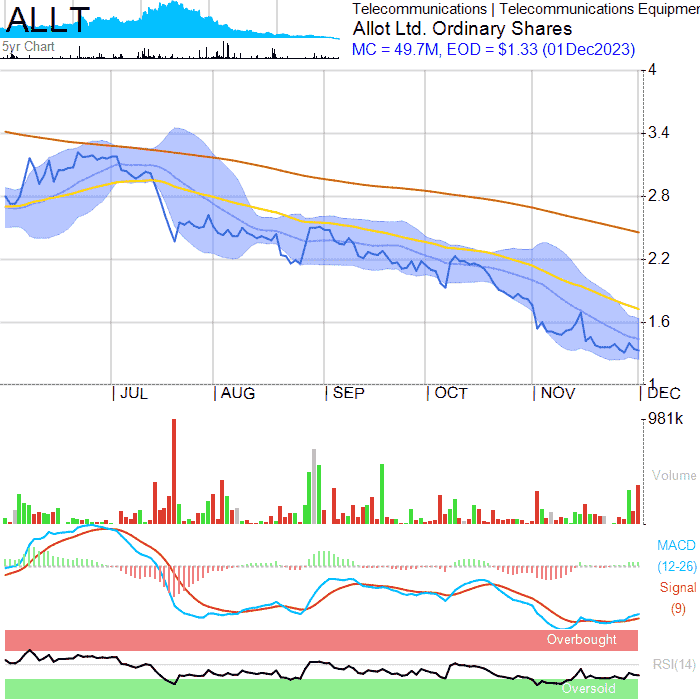 ALLT
5yr Chart
Telecommunications | Telecommunications Equipmen
Allot Ltd. Ordinary Shares
MC = 49.7M, EOD = $1.33 (01Dec2023)
4
3.4
2.8
2.2
1.6
1
JUL AUG SEP OCT NOV DEC
981k
Volume
MACD
(12-26)
Signal
(9)
Overbought
RSI(14)
Oversold